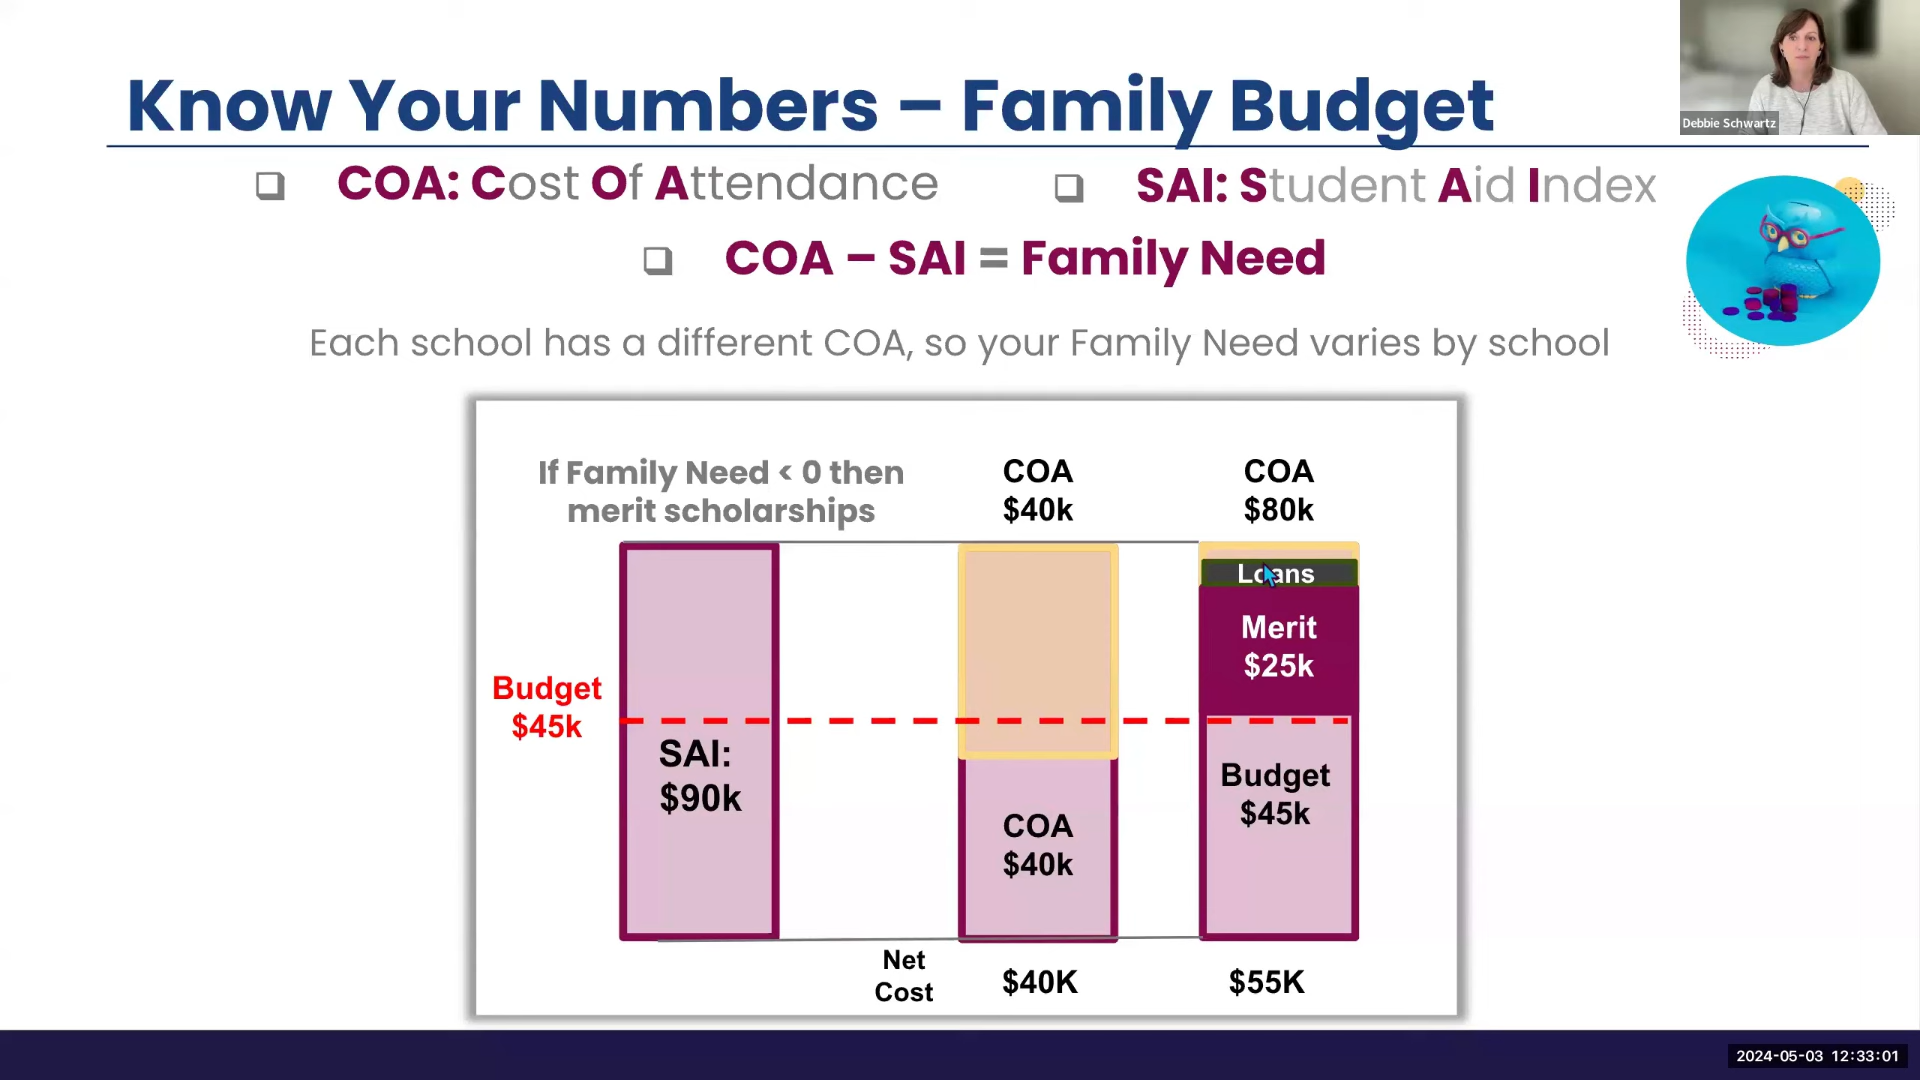 Know Your Numbers – Family Budget
Debbie Schwartz
COA: Cost Of Attendance
SAI: Student Aid Index
COA – SAI = Family Need
Each school has a different COA, so your Family Need varies by school
If Family Need < 0 then
merit scholarships
COA
$40k
COA
$80k
Loans
Merit
$25k
Budget
$45k
SAI:
$90k
Budget
$45k
COA
$40k
Net
Cost
$40K
$55K
2024-05-03 12:33:01